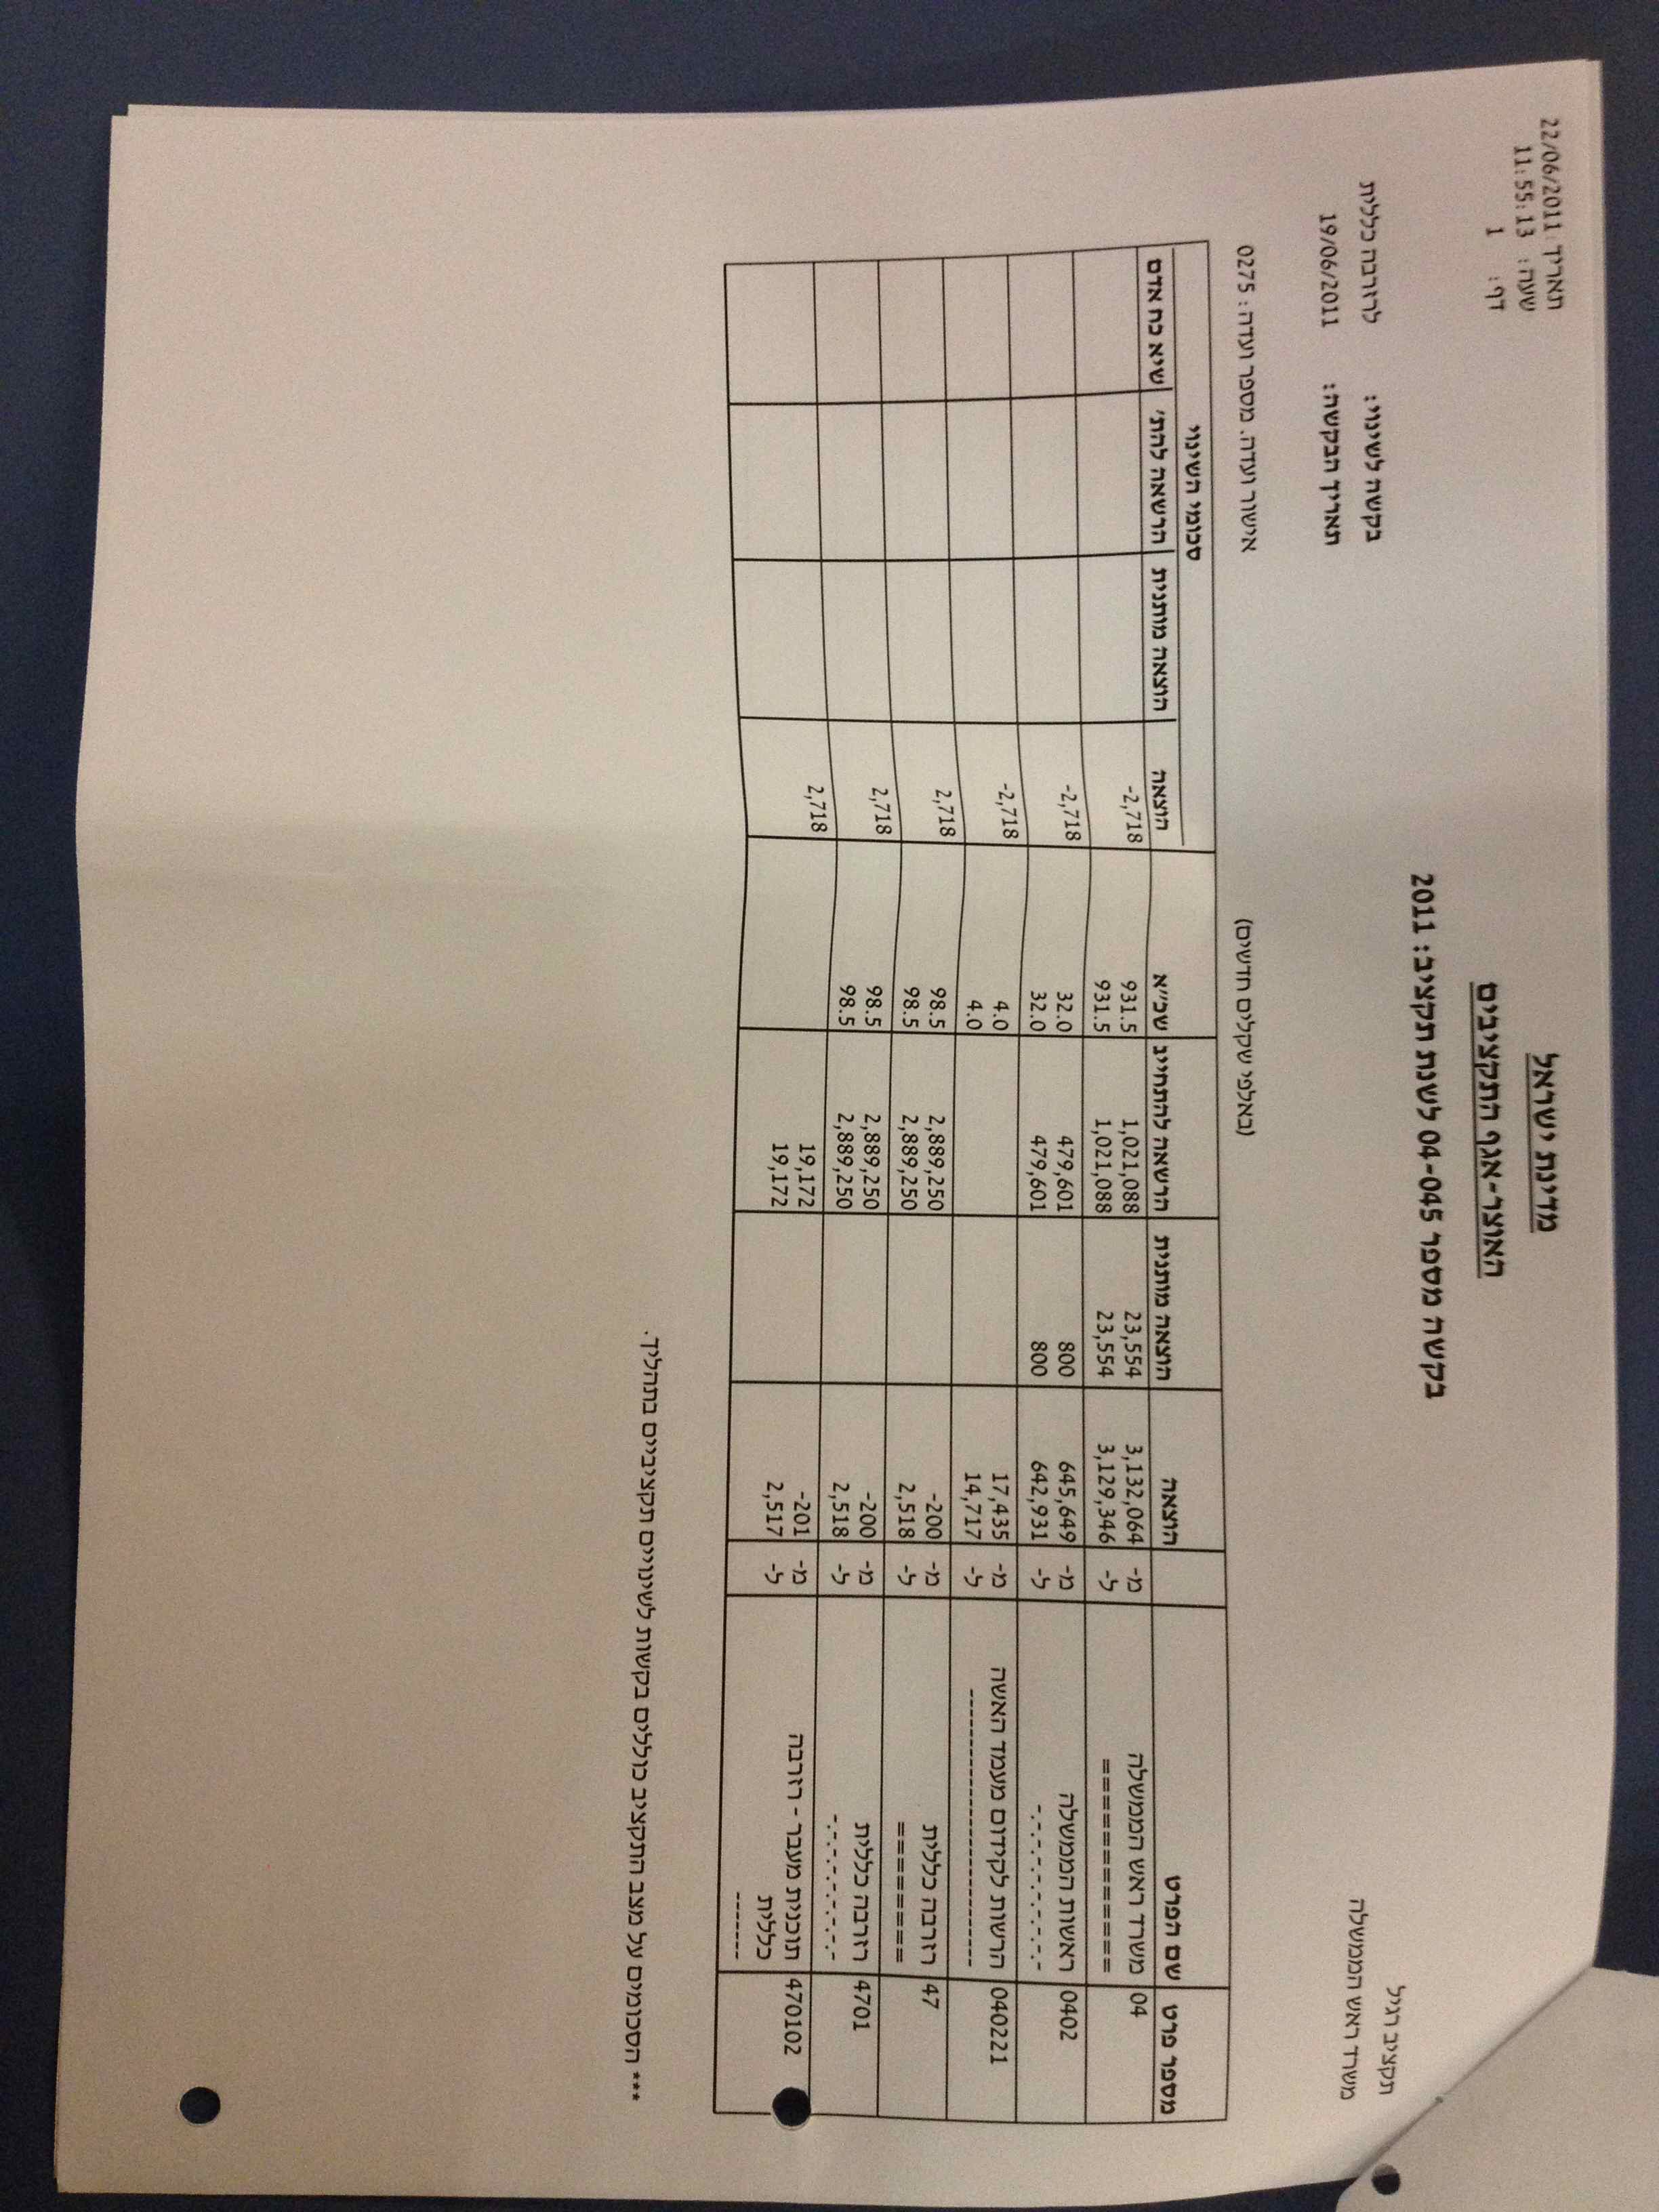 תאריך: 22/06/2011
שעה: 11:55:13
דף: 1
מדינת ישראל
האוצר-אגף התקציבים
בקשה מספר 04-045 לשנת תקציב: 2011
תקציב רגיל
משרד ראש הממשלה
בקשה לשינוי: לרזרבה כללית
תאריך הבקשה: 19/06/2011
(באלפי שקלים חדשים)
אישור ועדה. מספר ועדה: 0275
סכומי השינוי
מספר פרט שם הפרט הוצאה הוצאה מותנית הרשאה להתחייב שכ"א הוצאה הוצאה מותנית הרשאה להת' שיא כח אדם
04 משרד ראש הממשלה מ- 3,132,064 23,554 1,021,088 931.5 -2,718
============= ל- 3,129,346 23,554 1,021,088 931.5
0402 ראשות הממשלה מ- 645,649 800 479,601 32.0 -2,718
-.-.-.-.-.-.- ל- 642,931 800 479,601 32.0
040221 הרשות לקידום מעמד האשה מ- 17,435 4.0 -2,718
----------------------- ל- 14,717 4.0
47 רזרבה כללית מ- -200 2,889,250 98.5 2,718
======== ל- 2,518 2,889,250 98.5
4701 רזרבה כללית מ- -200 2,889,250 98.5 2,718
-.-.-.-.-.- ל- 2,518 2,889,250 98.5
470102 תוכנית מעבר - רזרבה מ- -201 19,172 2,718
כללית ל- 2,517 19,172
------
*** הסכומים על מצב התקציב כוללים בקשות לשינויים תקציביים בתהליך.